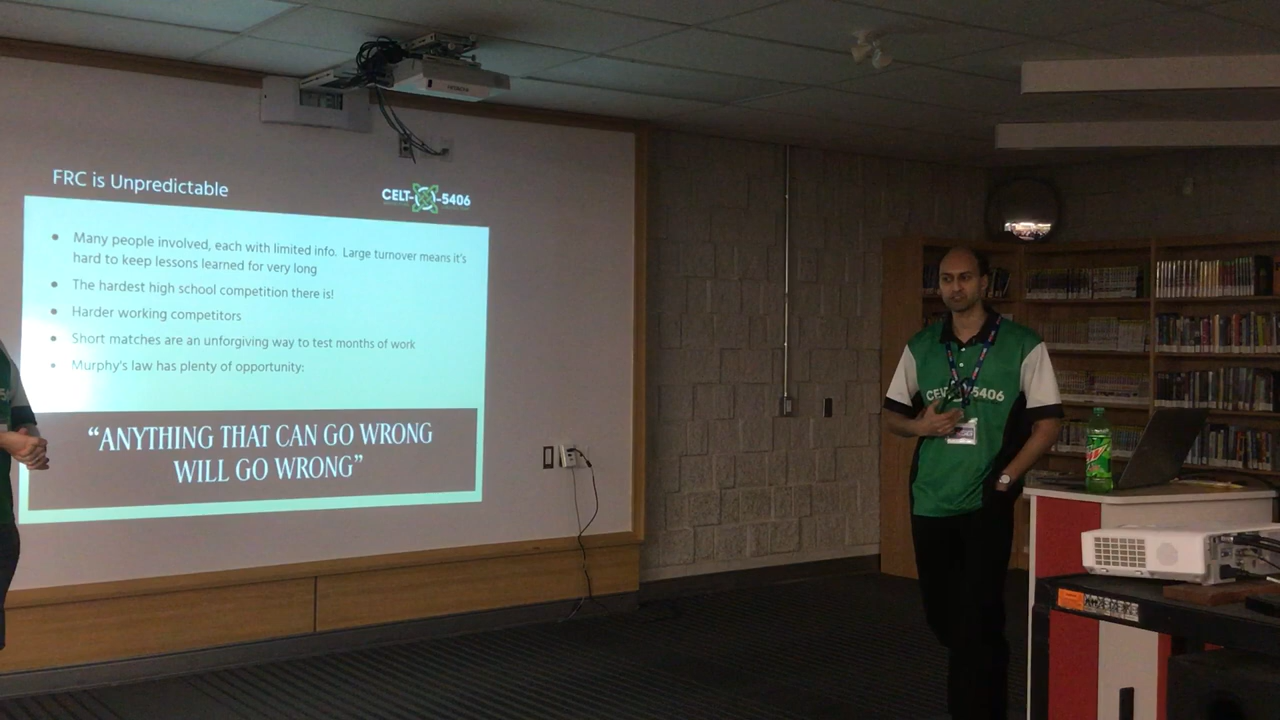 HITACHI
FRC is Unpredictable
CELT- -5406
Many people involved, each with limited info. Large turnover means it's
hard to keep lessons learned for very long
The hardest high school competition there is!
Harder working competitors
Short matches are an unforgiving way to test months of work
Murphy's law has plenty of opportunity:
“ANYTHING THAT CAN GO WRONG
WILL GO WRONG”
5406